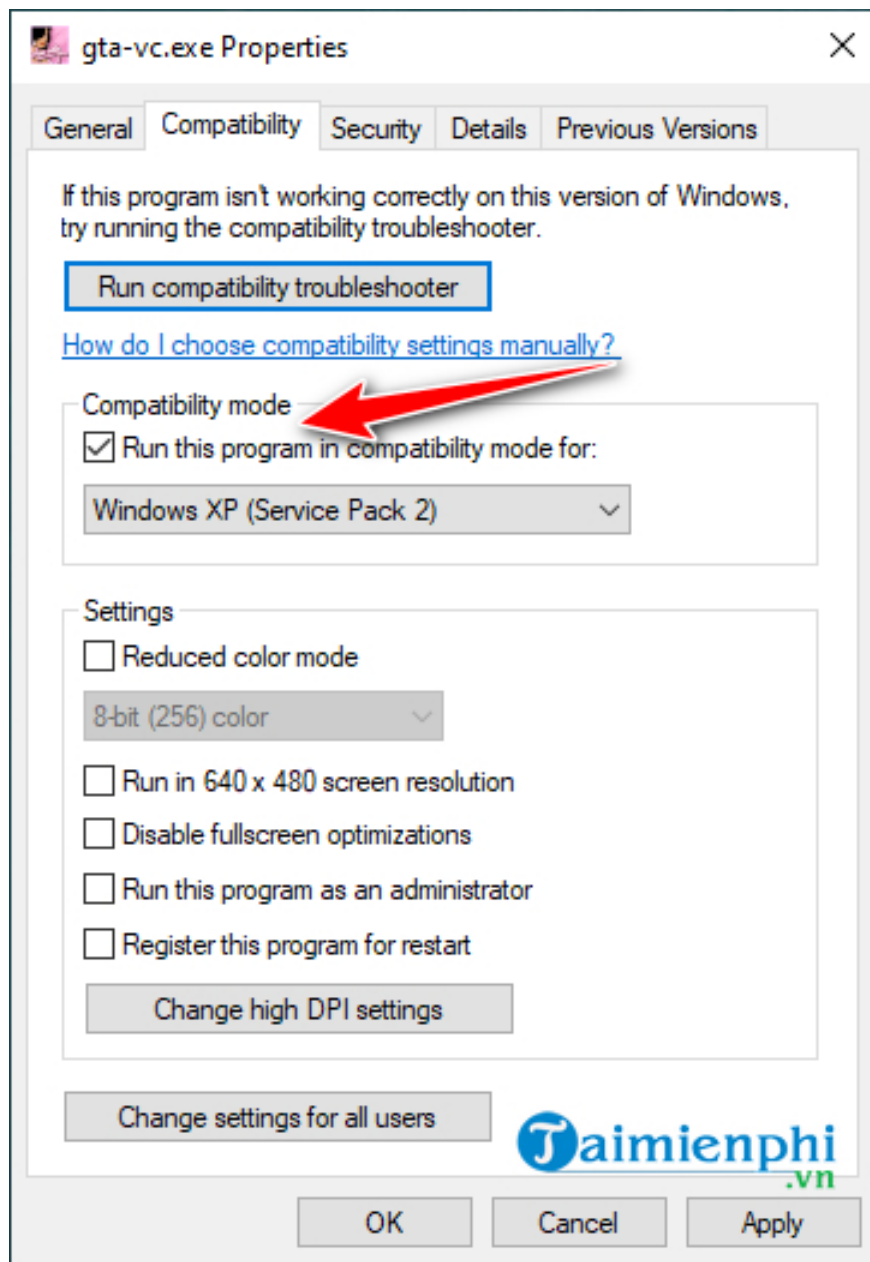 gta-vc.exe Properties
General Compatibility Security Details Previous Versions
If this program isn't working correctly on this version of Windows,
try running the compatibility troubleshooter.
Run compatibility troubleshooter
How do I choose compatibility settings manually?
Compatibility mode
Run this program in compatibility mode for:
Windows XP (Service Pack 2)
Settings
Reduced color mode
8-bit (256) color
Run in 640 x 480 screen resolution
Disable fullscreen optimizations
Run this program as an administrator
Register this program for restart
Change high DPI settings
Change settings for all users
Taimienphi
.vn
OK Cancel Apply